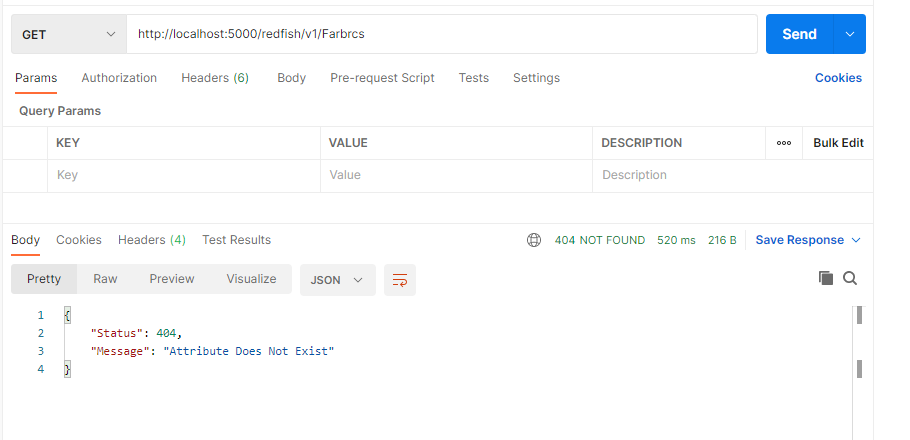 GET http://localhost:5000/redfish/v1/Farbrcs Send
Params Authorization Headers (6) Body Pre-request Script Tests Settings Cookies
Query Params
KEY VALUE DESCRIPTION ooo Bulk Edit
Key Value Description
Body Cookies Headers (4) Test Results 404 NOT FOUND 520 ms 216 B Save Response
Pretty Raw Preview Visualize JSON
1 {
2 "Status": 404,
3 "Message": "Attribute Does Not Exist"
4 }